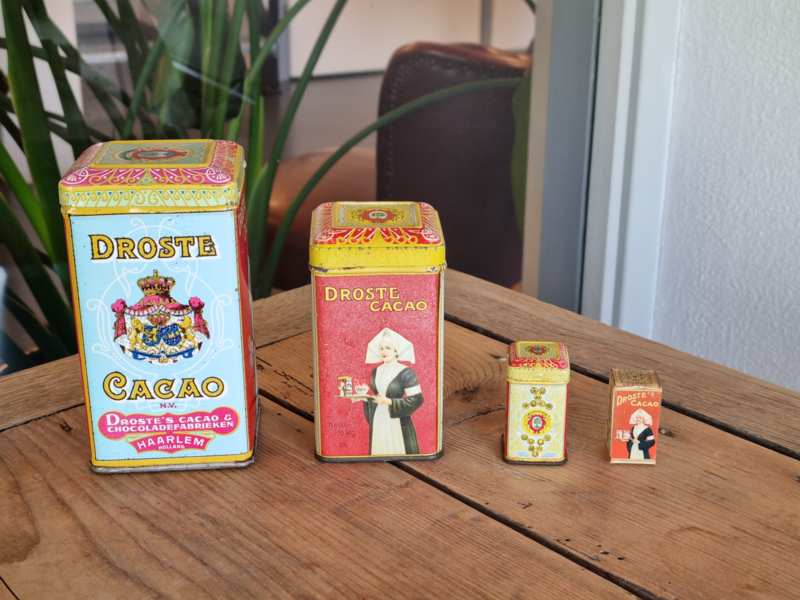 DROSTE
CACAO
N.V.
DROSTE'S CACAO &
CHOCOLADEFABRIEKEN
HAARLEM
HOLLAND
DROSTE
CACAO
DROSTE'S
CACAO